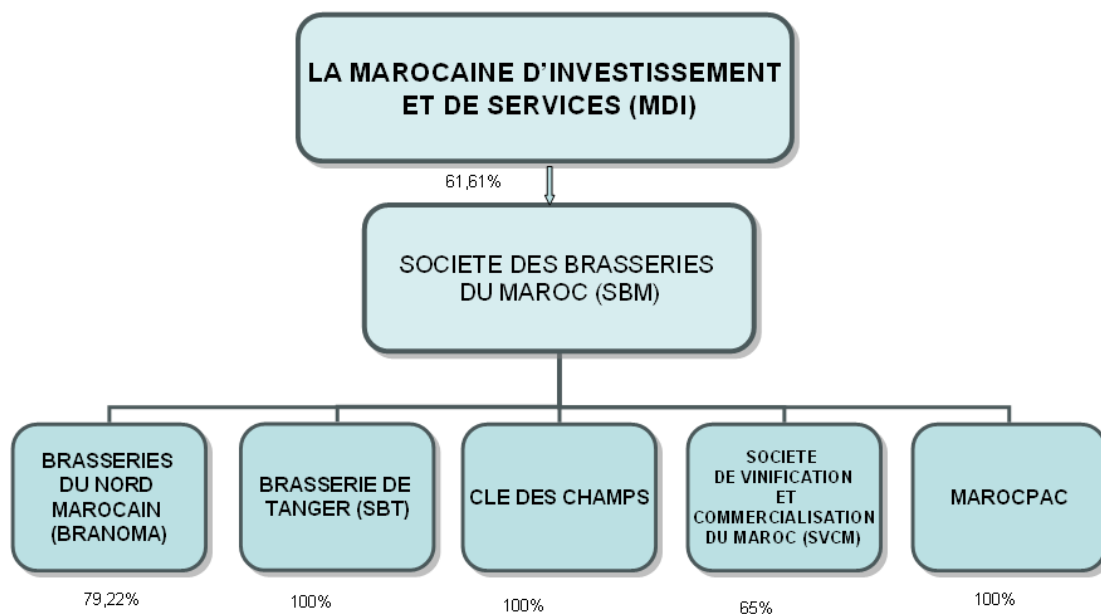 LA MAROCAINE D'INVESTISSEMENT
ET DE SERVICES (MDI)
61,61%
SOCIETE DES BRASSERIES
DU MAROC (SBM)
BRASSERIES
DU NORD
MAROCAIN
(BRANOMA)
BRASSERIE DE
TANGER (SBT)
CLE DES CHAMPS
SOCIETE
DE VINIFICATION
ET
COMMERCIALISATION
DU MAROC (SVCM)
MAROCPAC
79,22%
100%
100%
65%
100%